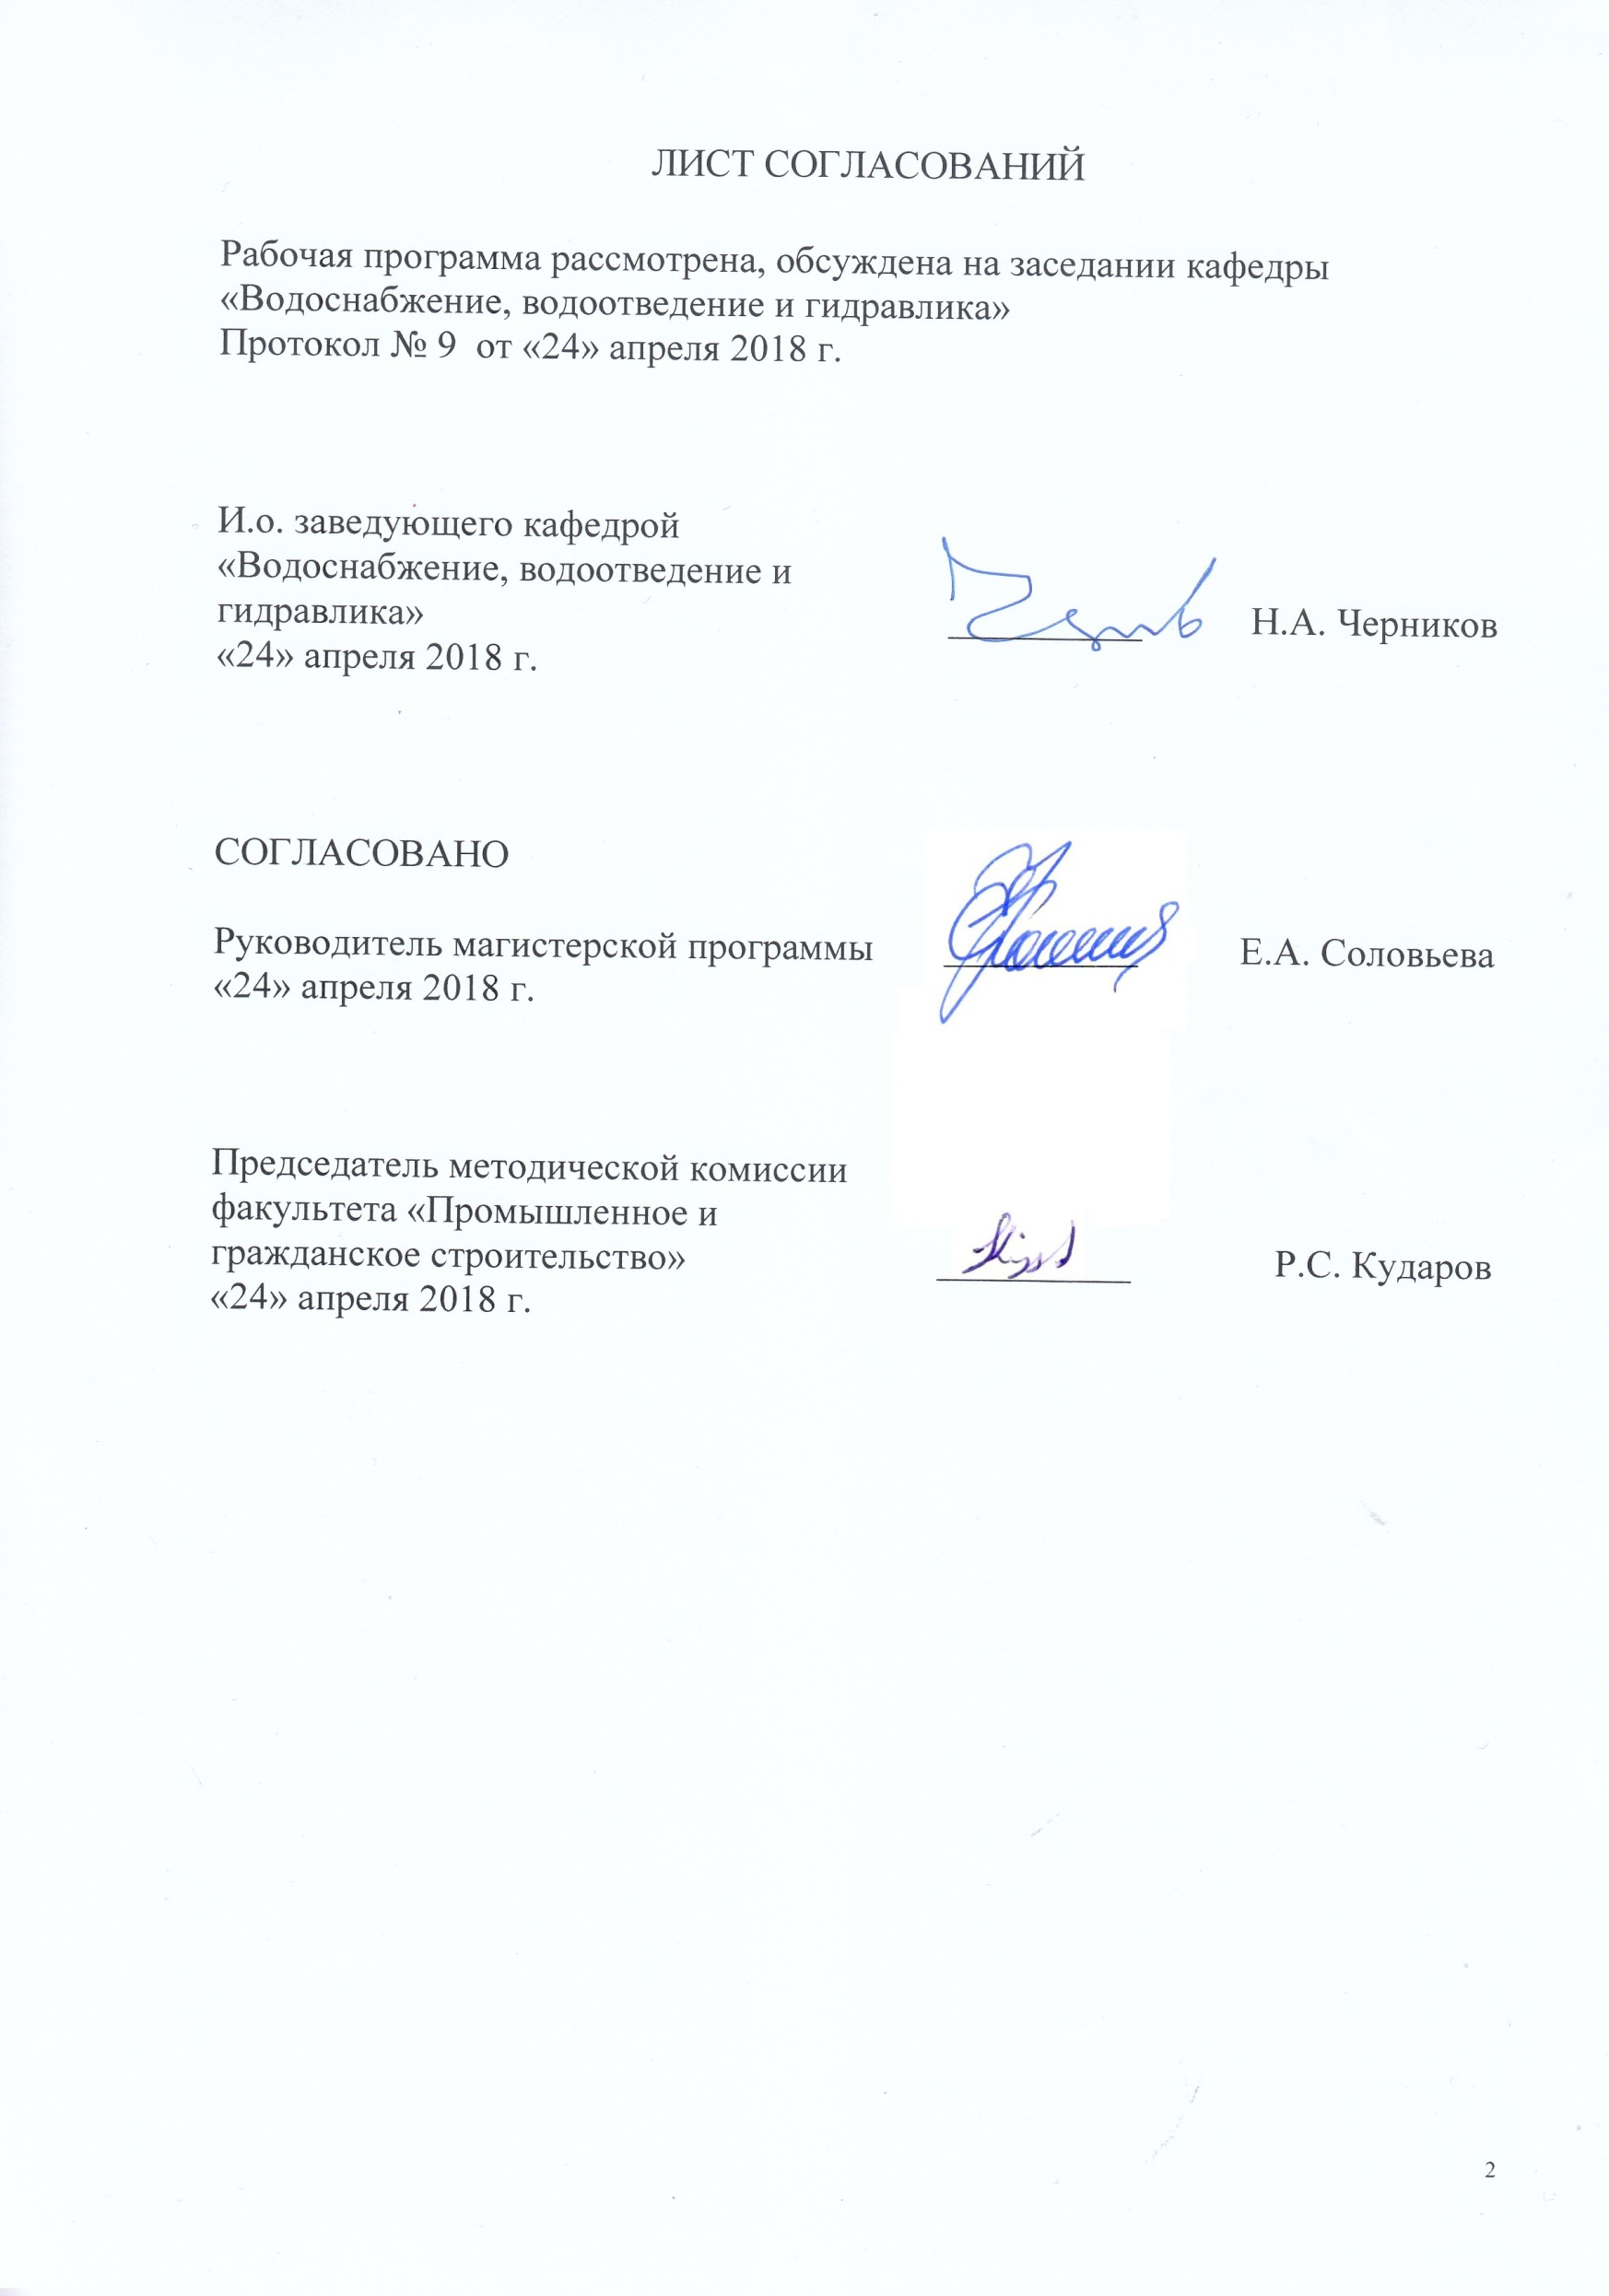 ЛИСТ СОГЛАСОВАНИЙ
Рабочая программа рассмотрена, обсуждена на заседании кафедры
«Водоснабжение, водоотведение и гидравлика»
Протокол № 9 от «24» апреля 2018 г.
И.о. заведующего кафедрой
«Водоснабжение, водоотведение и
гидравлика» Н.А. Черников
«24» апреля 2018 г.
СОГЛАСОВАНО
Руководитель магистерской программы Е.А. Соловьева
«24» апреля 2018 г.
Председатель методической комиссии
факультета «Промышленное и
гражданское строительство» Р.С. Кударов
«24» апреля 2018 г.
2